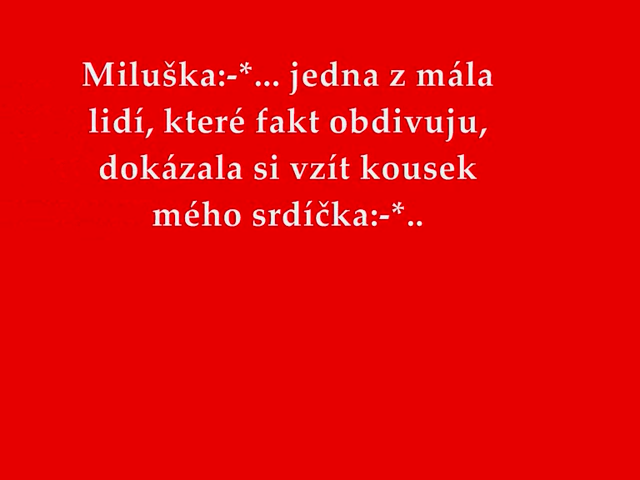 Miluška:-*... jedna z mála
lidí, které fakt obdivuju,
dokázala si vzít kousek
mého srdíčka:-*..